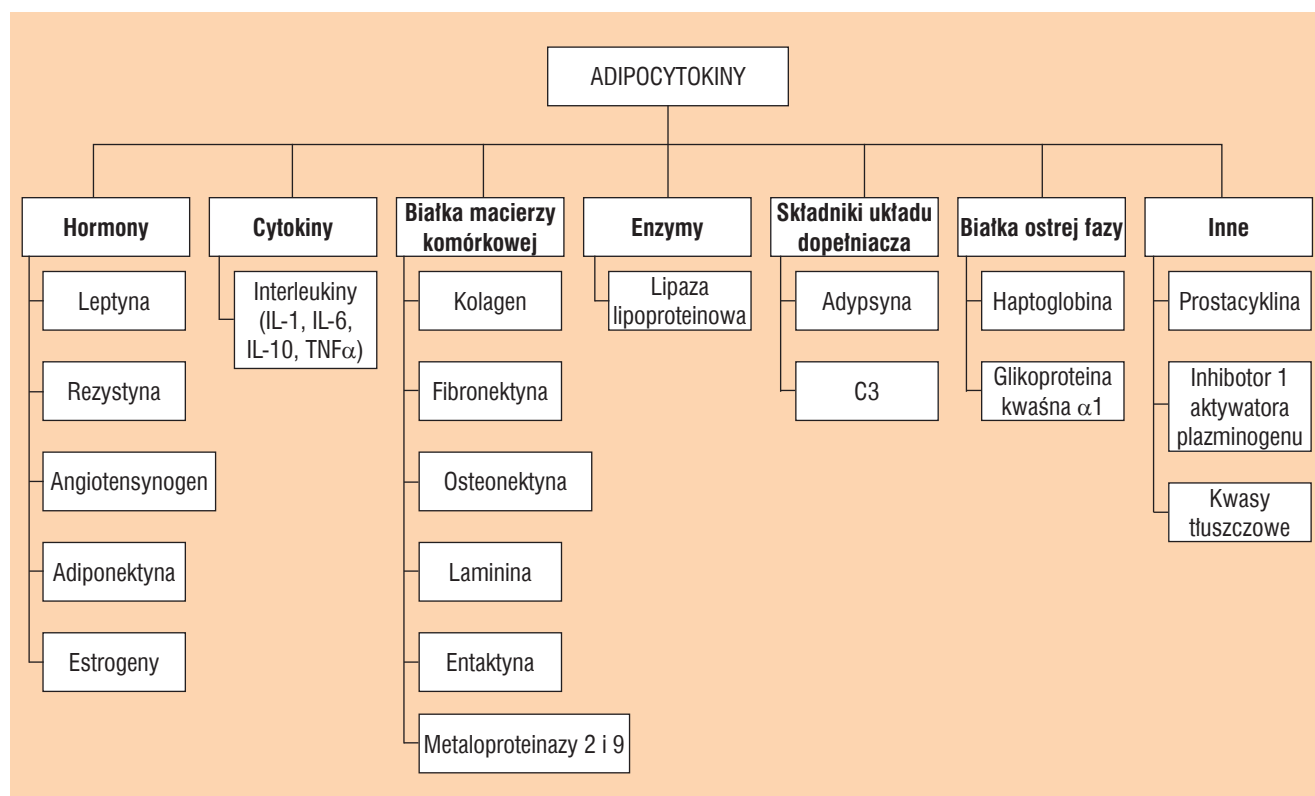 ADIPOCYTOKINY
Hormony
Leptyna
Rezystyna
Angiotensynogen
Adiponektyna
Estrogeny
Cytokiny
Interleukiny
(IL-1, IL-6,
IL-10, TNFα)
Białka macierzy
komórkowej
Kolagen
Fibronektyna
Osteonektyna
Laminina
Entaktyna
Metaloproteinazy 2 i 9
Enzymy
Lipaza
lipoproteinowa
Składniki układu
dopełniacza
Adypsyna
C3
Białka ostrej fazy
Haptoglobina
Glikoproteina
kwaśna α1
Inne
Prostacyklina
Inhibotor 1
aktywatora
plazminogenu
Kwasy
tłuszczowe